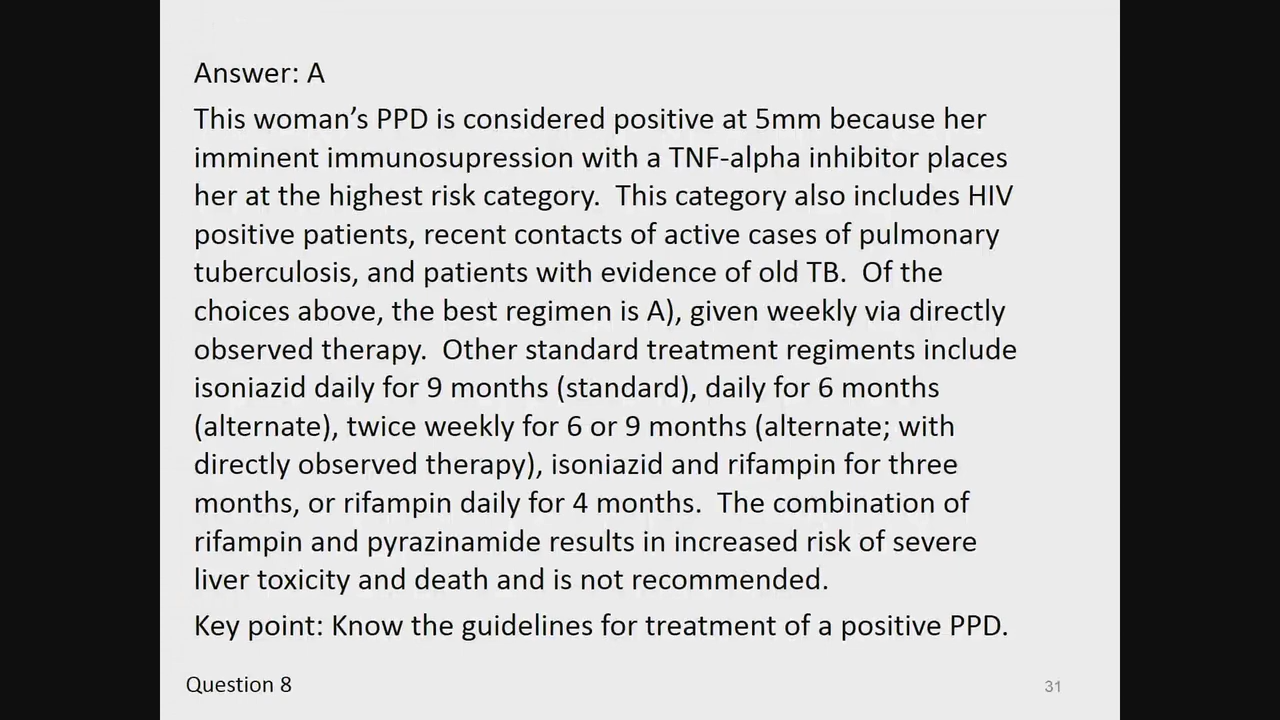 Answer: A
This woman’s PPD is considered positive at 5mm because her
imminent immunosupression with a TNF-alpha inhibitor places
her at the highest risk category.  This category also includes HIV
positive patients, recent contacts of active cases of pulmonary
tuberculosis, and patients with evidence of old TB.  Of the
choices above, the best regimen is A), given weekly via directly
observed therapy.  Other standard treatment regiments include
isoniazid daily for 9 months (standard), daily for 6 months
(alternate), twice weekly for 6 or 9 months (alternate; with
directly observed therapy), isoniazid and rifampin for three
months, or rifampin daily for 4 months.  The combination of
rifampin and pyrazinamide results in increased risk of severe
liver toxicity and death and is not recommended.
Key point: Know the guidelines for treatment of a positive PPD.
Question 8
31